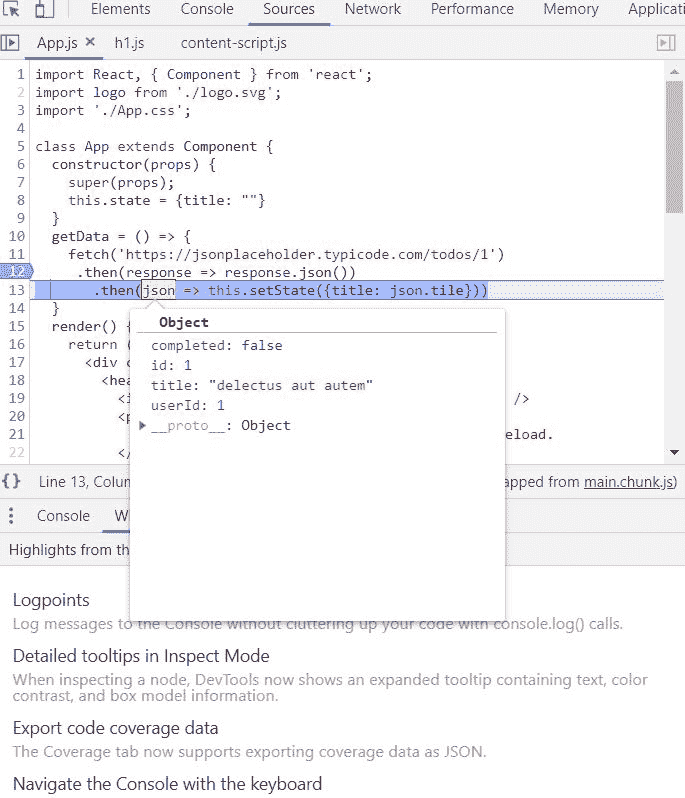 Elements Console Sources Network Performance Memory Applicati
App.js × h1.js content-script.js
1 import React, { Component } from 'react';
2 import logo from './logo.svg';
3 import './App.css';
4
5 class App extends Component {
6 constructor(props) {
7 super(props);
8 this.state = {title: ""}
9 }
10 getData = () => {
11 fetch('https://jsonplaceholder.typicode.com/todos/1')
12 .then(response => response.json())
13 .then(json => this.setState({title: json.tile}))
14 }
15 render() {
16 return (
17 <div c
18 <hea
19 <i />
20 <p
21 eload.
22 </
Object
completed: false
id: 1
title: "delectus aut autem"
userId: 1
__proto__: Object
{} Line 13, Colum apped from main.chunk.js)
Console W
Highlights from th
Logpoints
Log messages to the Console without cluttering up your code with console.log() calls.
Detailed tooltips in Inspect Mode
When inspecting a node, DevTools now shows an expanded tooltip containing text, color
contrast, and box model information.
Export code coverage data
The Coverage tab now supports exporting coverage data as JSON.
Navigate the Console with the keyboard